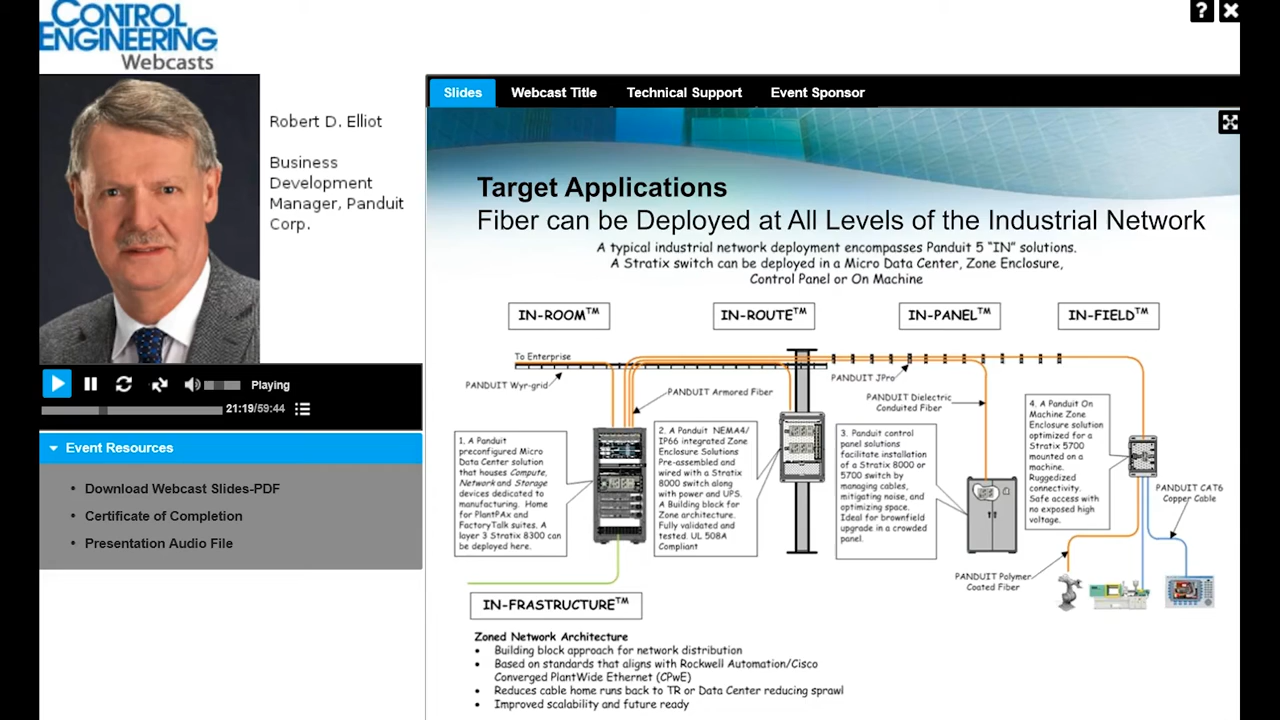 CONTROL
ENGINEERING
Webcasts
? X
Robert D. Elliot
Business
Development
Manager, Panduit
Corp.
Playing
21:19/59:44
Event Resources
• Download Webcast Slides-PDF
• Certificate of Completion
• Presentation Audio File
Slides Webcast Title Technical Support Event Sponsor
Target Applications
Fiber can be Deployed at All Levels of the Industrial Network
A typical industrial network deployment encompasses Panduit 5 "IN" solutions.
A Stratix switch can be deployed in a Micro Data Center, Zone Enclosure,
Control Panel or On Machine
IN-ROOM™ IN-ROUTE™ IN-PANEL™ IN-FIELD™
To Enterprise
PANDUIT Wyr-grid
PANDUIT Armored Fiber
PANDUIT JPro
PANDUIT Dielectric
Conduited Fiber
1. A Panduit
preconfigured Micro
Data Center solution
that houses Compute,
Network and Storage
devices dedicated to
manufacturing. Home
for PlantPAx and
FactoryTalk suites. A
layer 3 Stratix 8300 can
be deployed here.
2. A Panduit NEMA4/
IP66 integrated Zone
Enclosure Solutions
Pre-assembled and
wired with a Stratix
8000 switch along
with power and UPS.
A Building block for
Zone architecture.
Fully validated and
tested. UL 508A
Compliant
3. Panduit control
panel solutions
facilitate installation
of a Stratix 8000 or
5700 switch by
managing cables,
mitigating noise, and
optimizing space.
Ideal for brownfield
upgrade in a crowded
panel.
4. A Panduit On
Machine Zone
Enclosure solution
optimized for a
Stratix 5700
mounted on a
machine.
Ruggedized
connectivity.
Safe access with
no exposed high
voltage.
PANDUIT CAT6
Copper Cable
PANDUIT Polymer
Coated Fiber
IN-FRASTRUCTURE™
Zoned Network Architecture
• Building block approach for network distribution
• Based on standards that aligns with Rockwell Automation/Cisco
Converged PlantWide Ethernet (CPwE)
• Reduces cable home runs back to TR or Data Center reducing sprawl
• Improved scalability and future ready